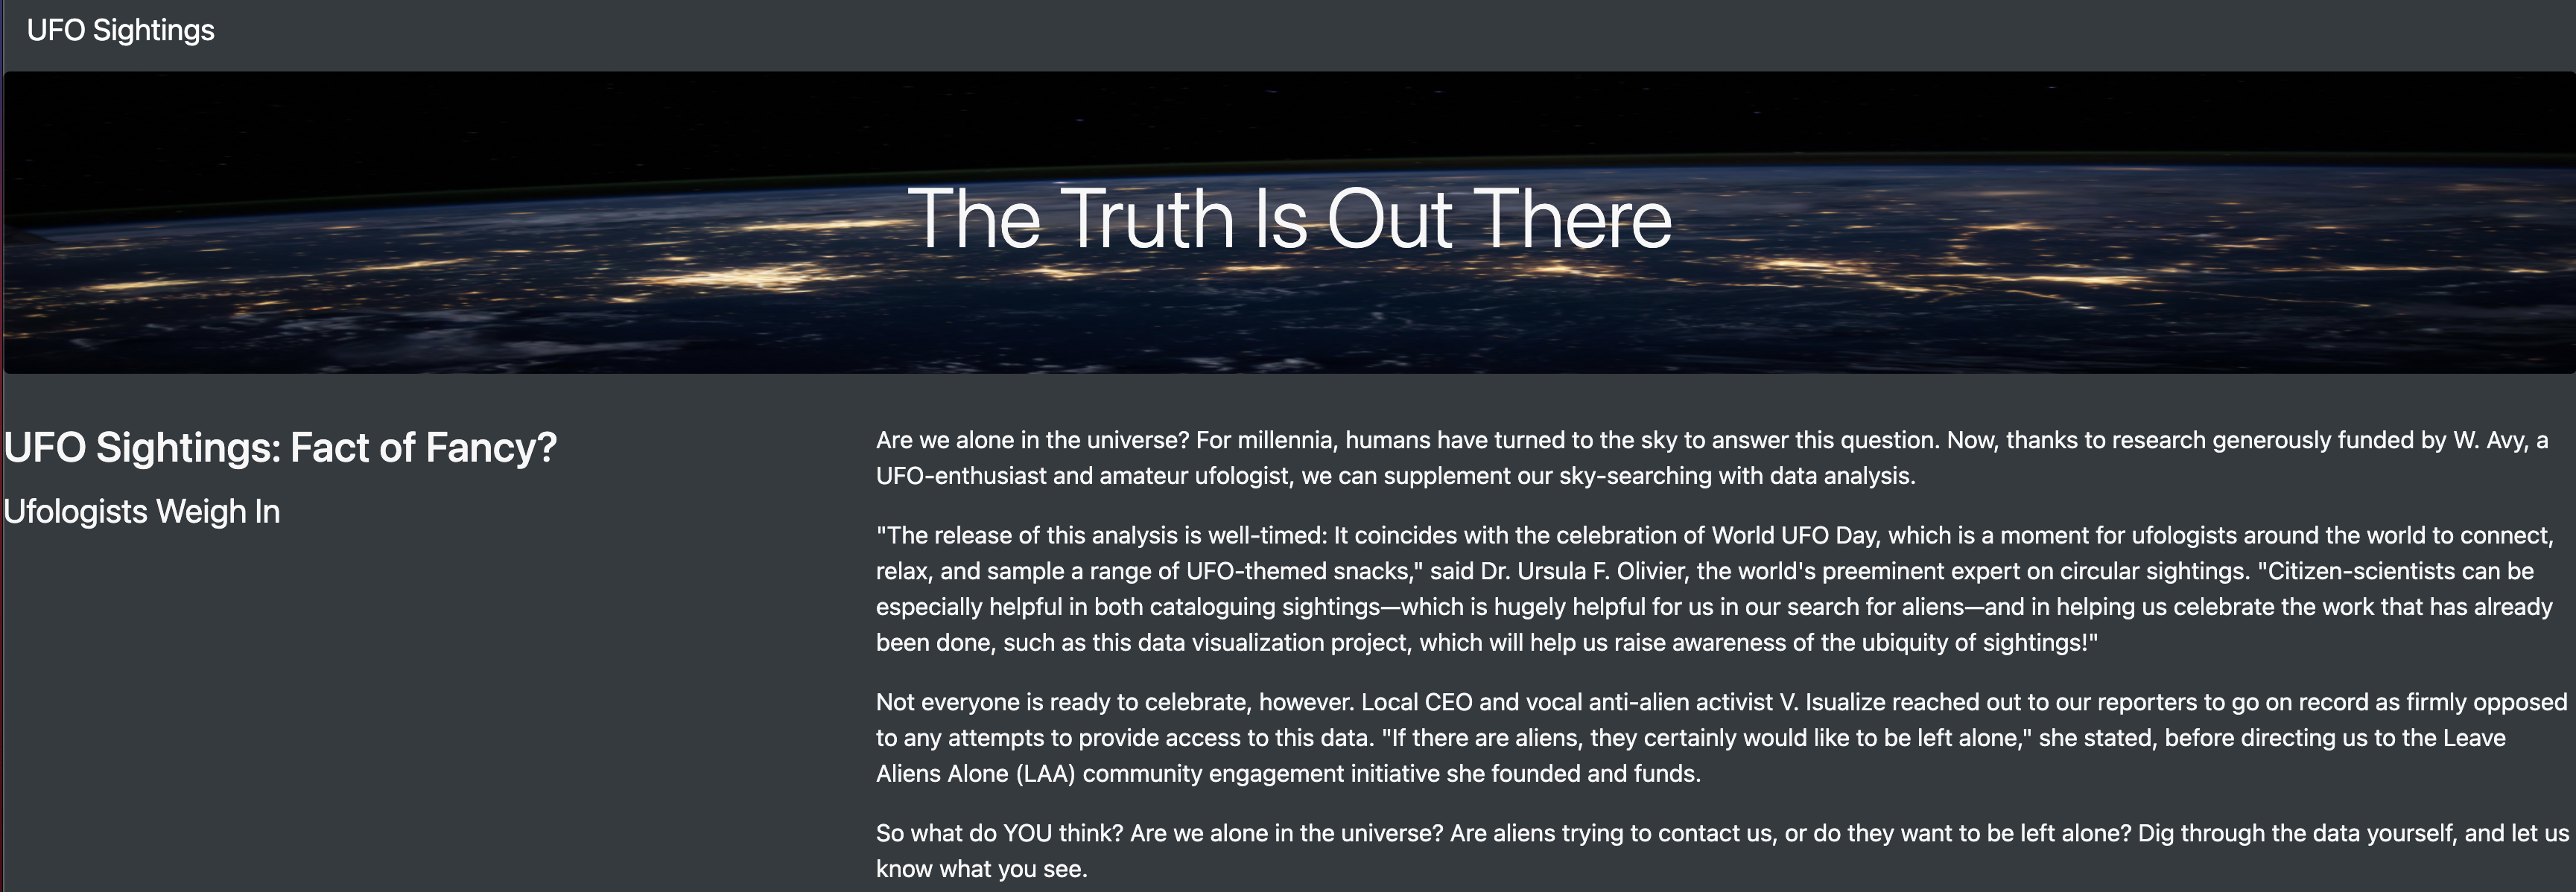 UFO Sightings
The Truth Is Out There
UFO Sightings: Fact of Fancy?
Ufologists Weigh In
Are we alone in the universe? For millennia, humans have turned to the sky to answer this question. Now, thanks to research generously funded by W. Avy, a
UFO-enthusiast and amateur ufologist, we can supplement our sky-searching with data analysis.
"The release of this analysis is well-timed: It coincides with the celebration of World UFO Day, which is a moment for ufologists around the world to connect,
relax, and sample a range of UFO-themed snacks," said Dr. Ursula F. Olivier, the world's preeminent expert on circular sightings. "Citizen-scientists can be
especially helpful in both cataloguing sightings—which is hugely helpful for us in our search for aliens—and in helping us celebrate the work that has already
been done, such as this data visualization project, which will help us raise awareness of the ubiquity of sightings!"
Not everyone is ready to celebrate, however. Local CEO and vocal anti-alien activist V. Isualize reached out to our reporters to go on record as firmly opposed
to any attempts to provide access to this data. "If there are aliens, they certainly would like to be left alone," she stated, before directing us to the Leave
Aliens Alone (LAA) community engagement initiative she founded and funds.
So what do YOU think? Are we alone in the universe? Are aliens trying to contact us, or do they want to be left alone? Dig through the data yourself, and let us
know what you see.